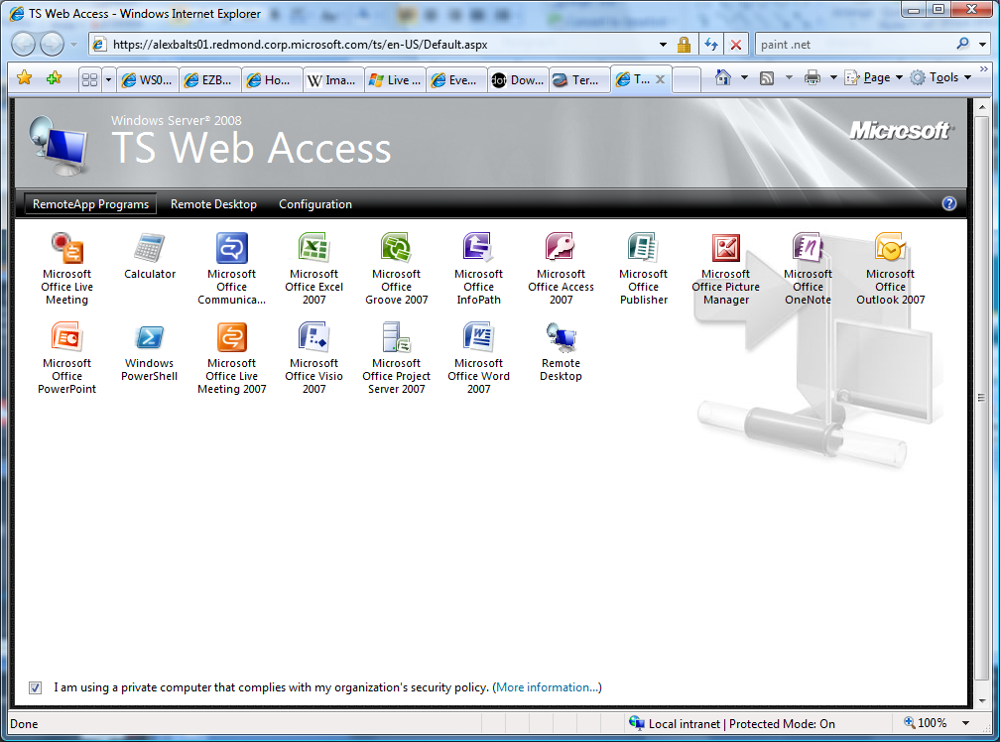 TS Web Access - Windows Internet Explorer
https://alexbalts01.redmond.corp.microsoft.com/ts/en-US/Default.aspx
paint .net
WS0...
EZB...
Ho...
W Ima...
Live ...
Eve...
dot Dow...
Ter...
T...
Page
Tools
Windows Server® 2008
TS Web Access
Microsoft
RemoteApp Programs
Remote Desktop
Configuration
Microsoft Office Live Meeting
Calculator
Microsoft Office Communica...
Microsoft Office Excel 2007
Microsoft Office Groove 2007
Microsoft Office InfoPath
Microsoft Office Access 2007
Microsoft Office Publisher
Microsoft Office Picture Manager
Microsoft Office OneNote
Microsoft Office Outlook 2007
Microsoft Office PowerPoint
Windows PowerShell
Microsoft Office Live Meeting 2007
Microsoft Office Visio 2007
Microsoft Office Project Server 2007
Microsoft Office Word 2007
Remote Desktop
I am using a private computer that complies with my organization's security policy. (More information...)
Done
Local intranet | Protected Mode: On
100%